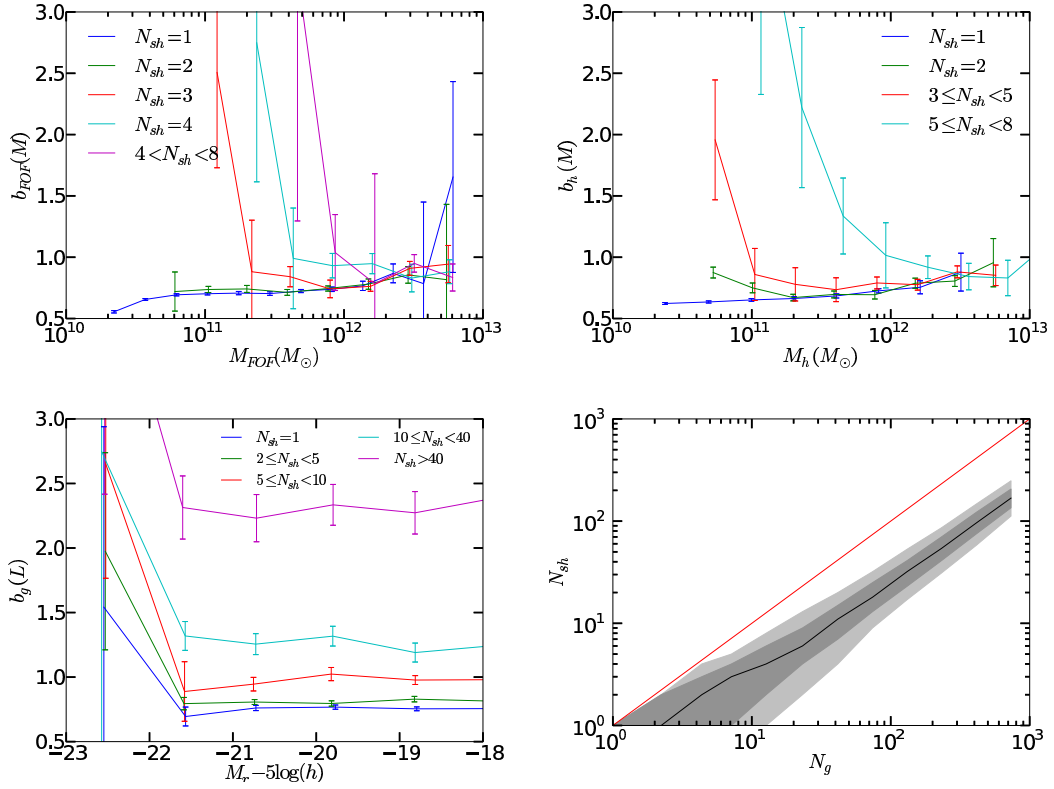 3.0
2.5
2.0
1.5
1.0
0.5
b_FOF(M)
N_sh=1
N_sh=2
N_sh=3
N_sh=4
4<N_sh<8
10^10
10^11
10^12
10^13
M_FOF(M_⊙)
3.0
2.5
2.0
1.5
1.0
0.5
b_h(M)
N_sh=1
N_sh=2
3≤N_sh<5
5≤N_sh<8
10^10
10^11
10^12
10^13
M_h(M_⊙)
3.0
2.5
2.0
1.5
1.0
0.5
b_g(L)
N_sh=1
2≤N_sh<5
5≤N_sh<10
10≤N_sh<40
N_sh>40
−23
−22
−21
−20
−19
−18
M_r−5log(h)
10^3
10^2
10^1
10^0
N_sh
10^0
10^1
10^2
10^3
N_g